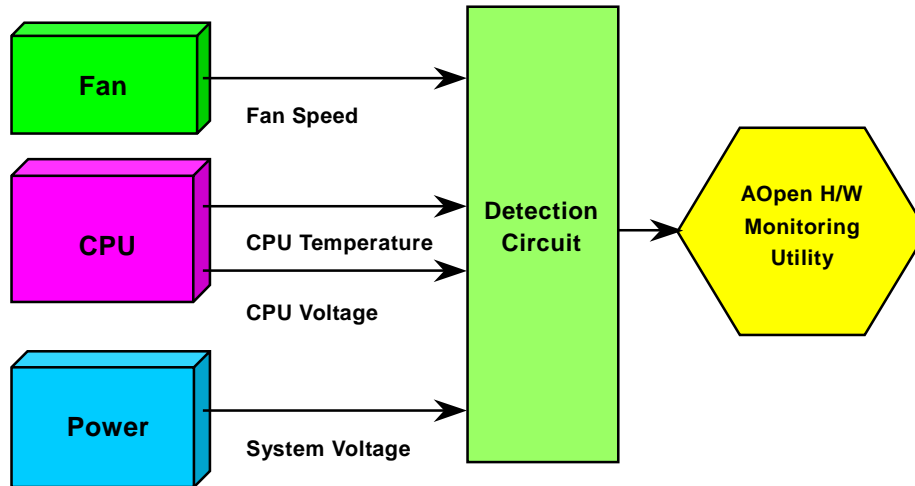 Fan
Fan Speed
CPU
CPU Temperature
CPU Voltage
Power
System Voltage
Detection
Circuit
AOpen H/W
Monitoring
Utility